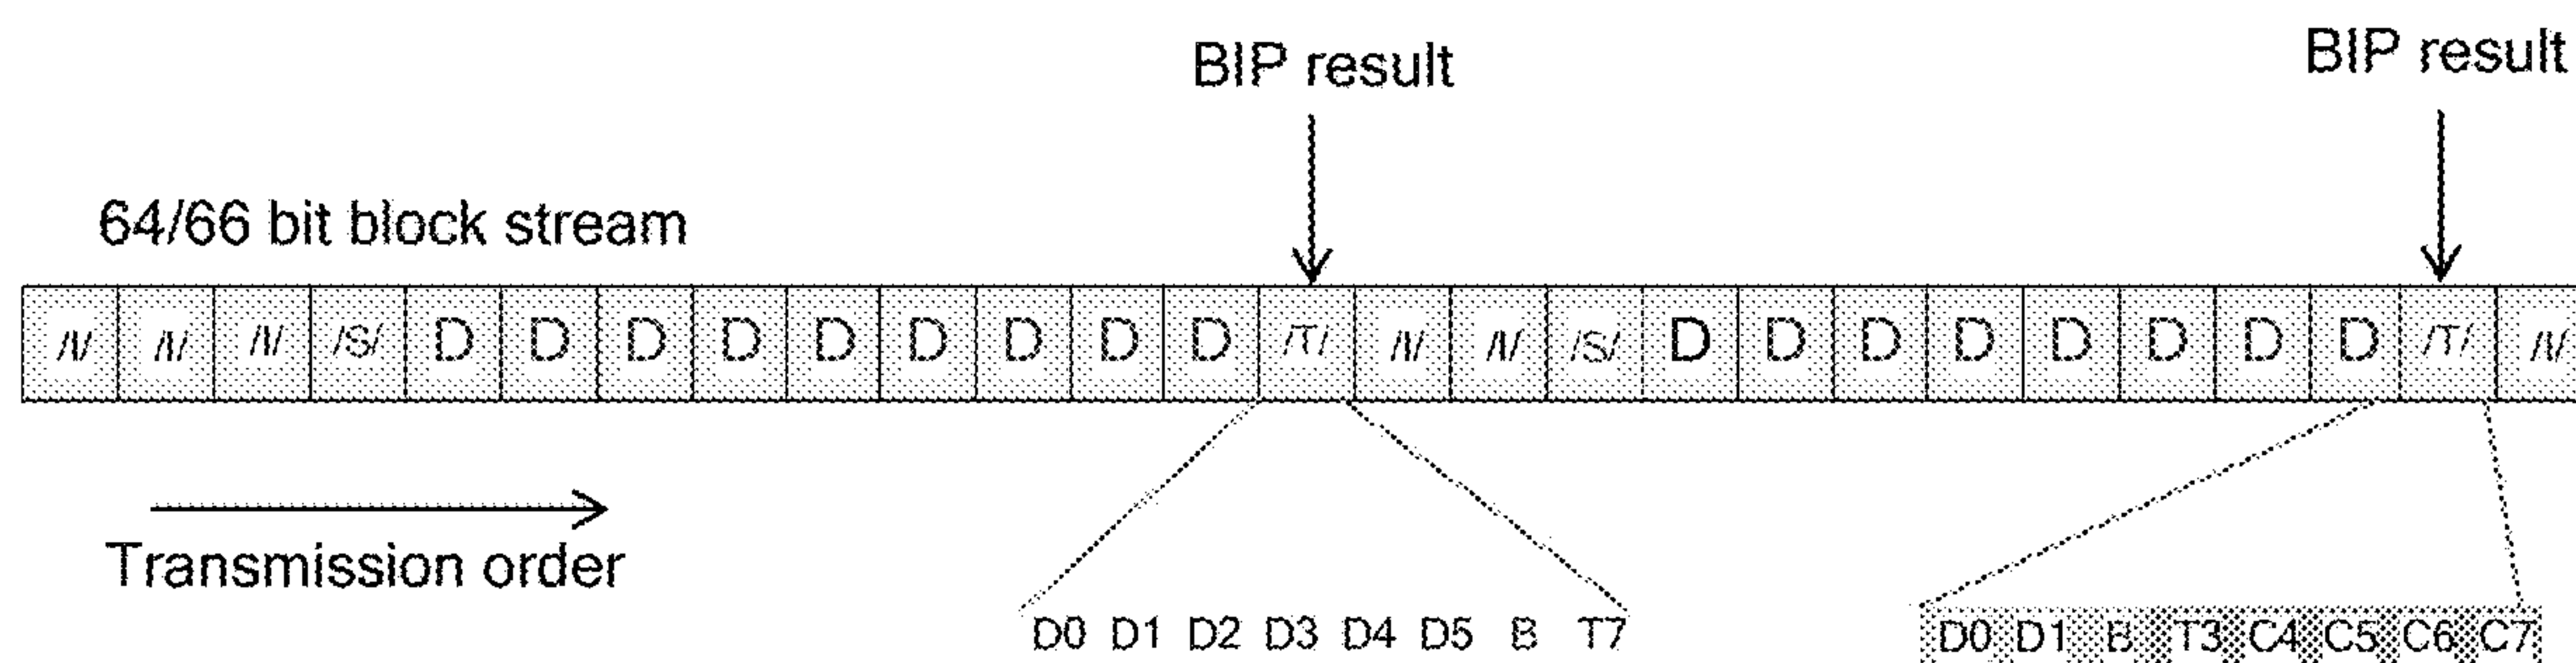 BIP result
BIP result
64/66 bit block stream
/I/ /I/ /I/ /S/ D D D D D D D D D /T/ /I/ /I/ /S/ D D D D D D D D /T/ /I/
Transmission order
D0 D1 D2 D3 D4 D5 B T7
D0 D1 B T3 C4 C5 C6 C7